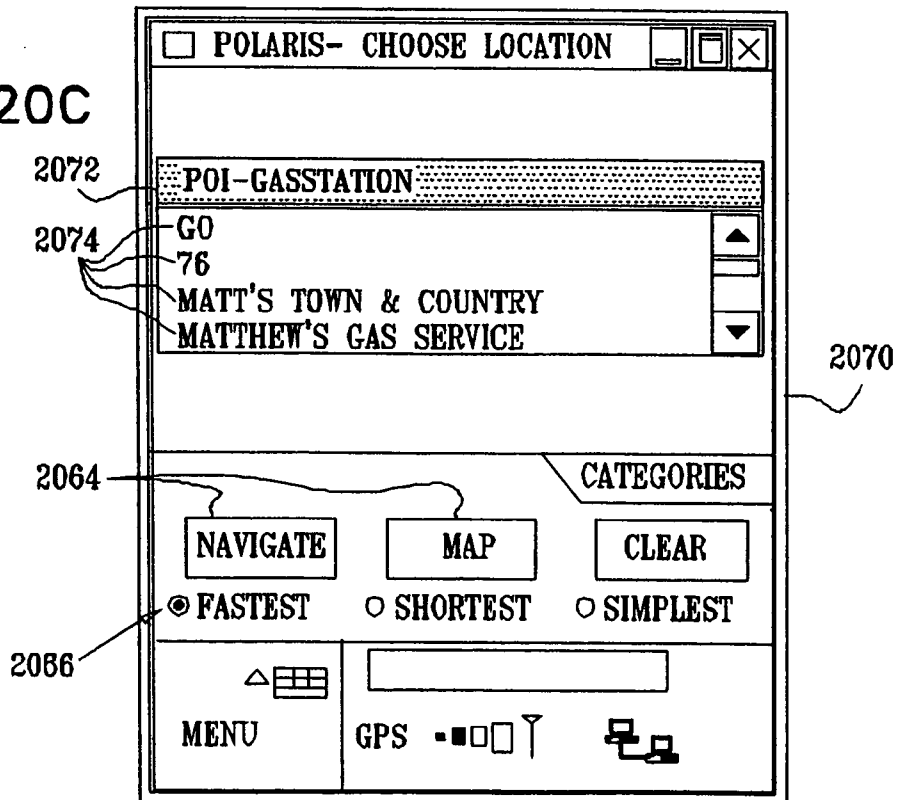 POLARIS- CHOOSE LOCATION
20C
2072
POI-GASSTATION
2074
GO
76
MATT'S TOWN & COUNTRY
MATTHEW'S GAS SERVICE
2070
2064
CATEGORIES
NAVIGATE MAP CLEAR
FASTEST SHORTEST SIMPLEST
2066
MENU GPS